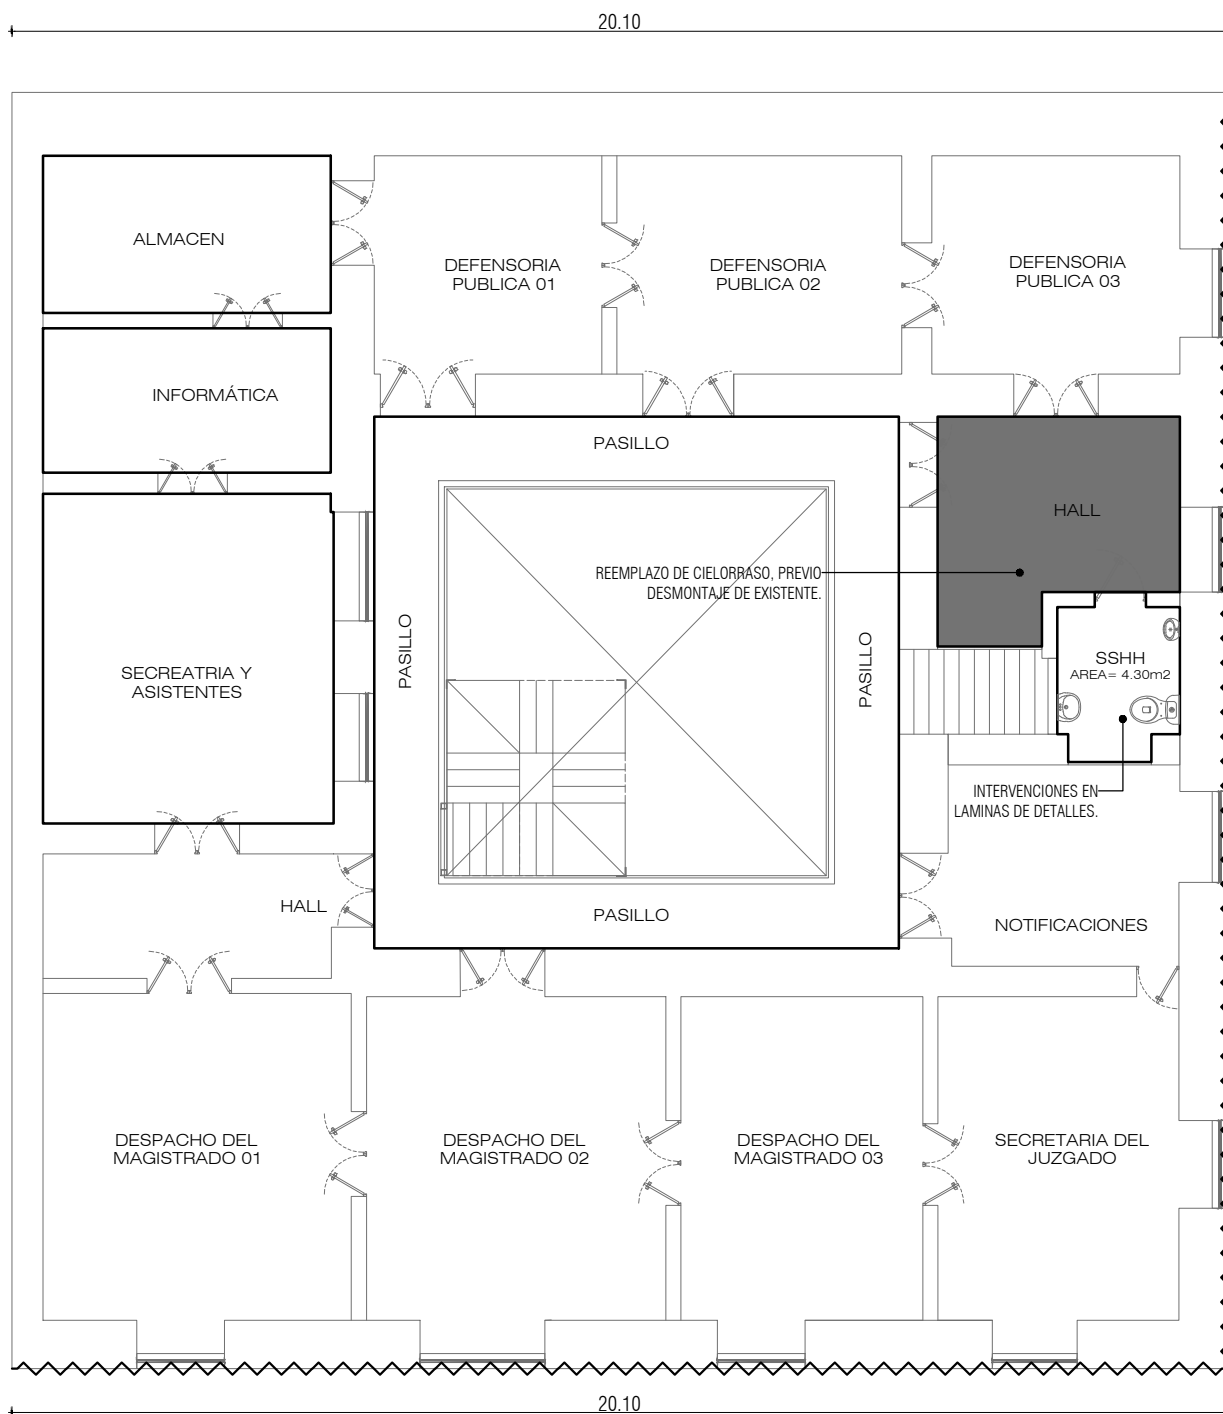 20.10
ALMACEN
DEFENSORIA
PUBLICA 01
DEFENSORIA
PUBLICA 02
DEFENSORIA
PUBLICA 03
INFORMÁTICA
PASILLO
HALL
REEMPLAZO DE CIELORRASO, PREVIO
DESMONTAJE DE EXISTENTE.
PASILLO
PASILLO
SECREATRIA Y
ASISTENTES
SSHH
AREA= 4.30m2
INTERVENCIONES EN
LAMINAS DE DETALLES.
HALL
PASILLO
NOTIFICACIONES
DESPACHO DEL
MAGISTRADO 01
DESPACHO DEL
MAGISTRADO 02
DESPACHO DEL
MAGISTRADO 03
SECRETARIA DEL
JUZGADO
20.10